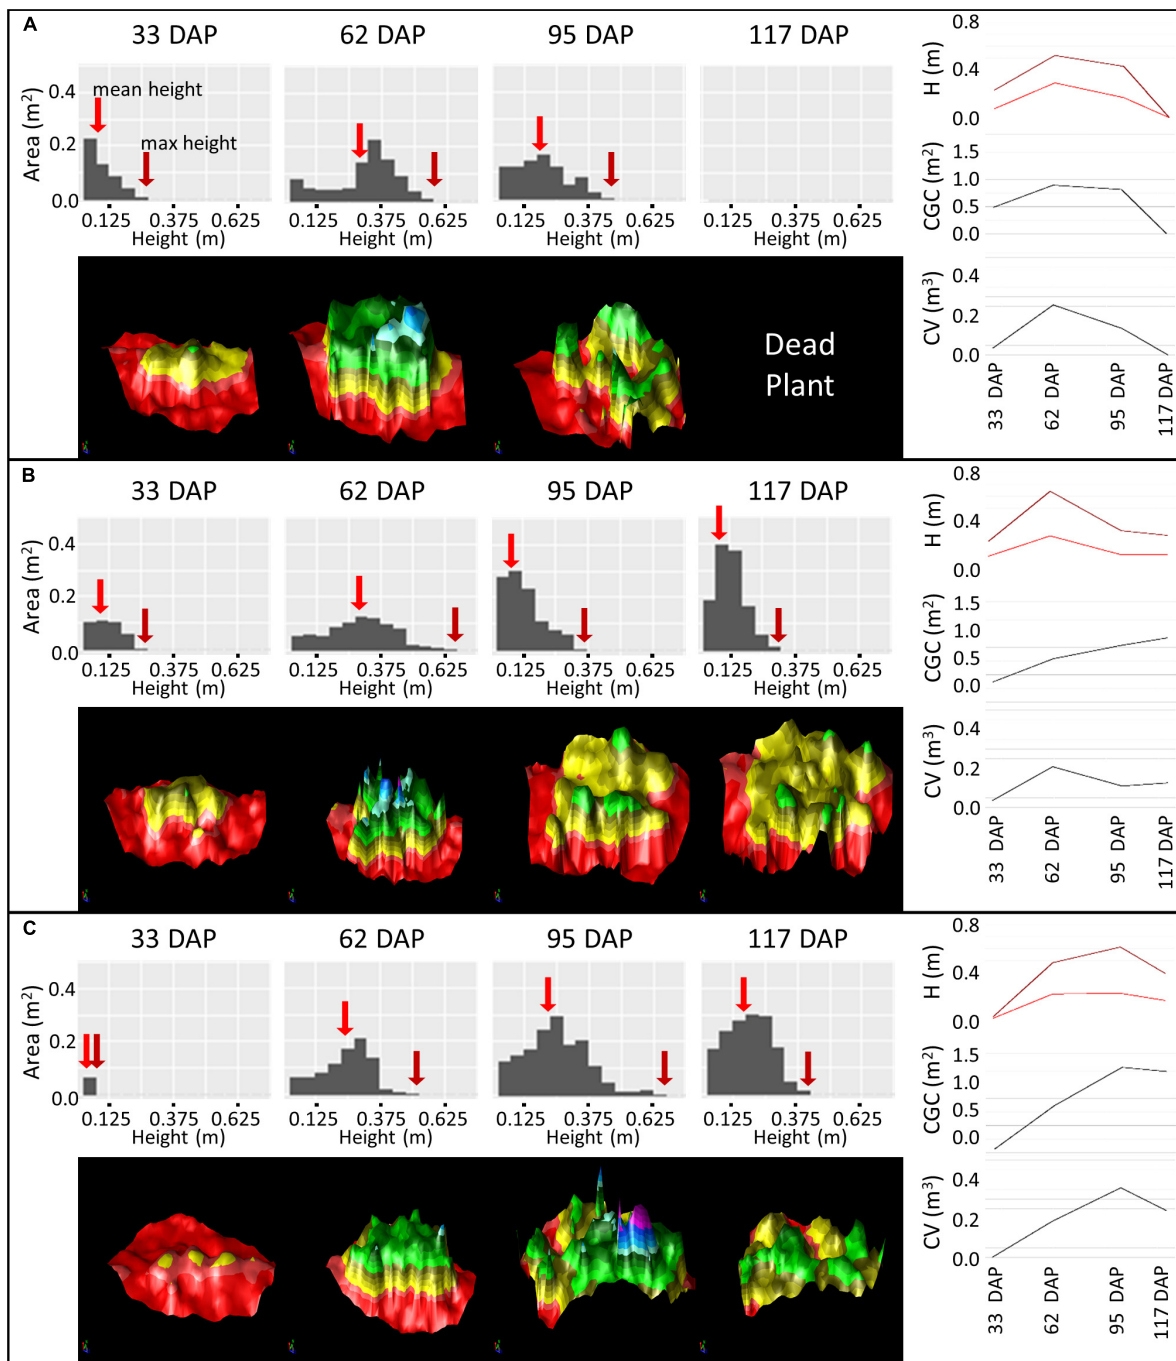 A
33 DAP 62 DAP 95 DAP 117 DAP
Area (m²)
0.4
0.2
0.0
mean height
max height
0.125 0.375 0.625 0.125 0.375 0.625 0.125 0.375 0.625 0.125 0.375 0.625
Height (m) Height (m) Height (m) Height (m)
Dead
Plant
H (m)
0.8
0.4
0.0
CGC (m²)
1.5
1.0
0.5
0.0
CV (m³)
0.4
0.2
0.0
33 DAP
62 DAP
95 DAP
117 DAP
B
33 DAP 62 DAP 95 DAP 117 DAP
Area (m²)
0.4
0.2
0.0
0.125 0.375 0.625 0.125 0.375 0.625 0.125 0.375 0.625 0.125 0.375 0.625
Height (m) Height (m) Height (m) Height (m)
H (m)
0.8
0.4
0.0
CGC (m²)
1.5
1.0
0.5
0.0
CV (m³)
0.4
0.2
0.0
33 DAP
62 DAP
95 DAP
117 DAP
C
33 DAP 62 DAP 95 DAP 117 DAP
Area (m²)
0.4
0.2
0.0
0.125 0.375 0.625 0.125 0.375 0.625 0.125 0.375 0.625 0.125 0.375 0.625
Height (m) Height (m) Height (m) Height (m)
H (m)
0.8
0.4
0.0
CGC (m²)
1.5
1.0
0.5
0.0
CV (m³)
0.4
0.2
0.0
33 DAP
62 DAP
95 DAP
117 DAP